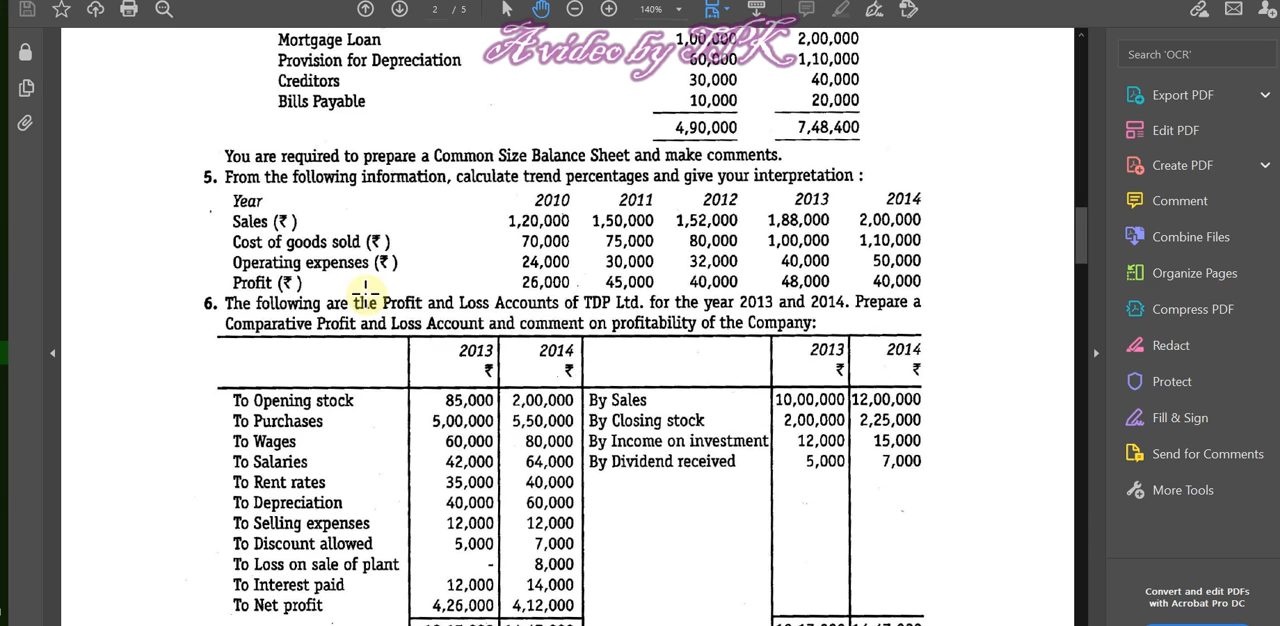 2 / 5
140%
A video by TPK
Mortgage Loan 1,00,000 2,00,000
Provision for Depreciation 60,000 1,10,000
Creditors 30,000 40,000
Bills Payable 10,000 20,000
4,90,000 7,48,400
You are required to prepare a Common Size Balance Sheet and make comments.
5. From the following information, calculate trend percentages and give your interpretation :
Year 2010 2011 2012 2013 2014
Sales (₹ ) 1,20,000 1,50,000 1,52,000 1,88,000 2,00,000
Cost of goods sold (₹ ) 70,000 75,000 80,000 1,00,000 1,10,000
Operating expenses (₹ ) 24,000 30,000 32,000 40,000 50,000
Profit (₹ ) 26,000 45,000 40,000 48,000 40,000
6. The following are the Profit and Loss Accounts of TDP Ltd. for the year 2013 and 2014. Prepare a
Comparative Profit and Loss Account and comment on profitability of the Company:
2013 2014 2013 2014
₹ ₹ ₹ ₹
To Opening stock 85,000 2,00,000 By Sales 10,00,000 12,00,000
To Purchases 5,00,000 5,50,000 By Closing stock 2,00,000 2,25,000
To Wages 60,000 80,000 By Income on investment 12,000 15,000
To Salaries 42,000 64,000 By Dividend received 5,000 7,000
To Rent rates 35,000 40,000
To Depreciation 40,000 60,000
To Selling expenses 12,000 12,000
To Discount allowed 5,000 7,000
To Loss on sale of plant - 8,000
To Interest paid 12,000 14,000
To Net profit 4,26,000 4,12,000
Search 'OCR'
Export PDF
Edit PDF
Create PDF
Comment
Combine Files
Organize Pages
Compress PDF
Redact
Protect
Fill & Sign
Send for Comments
More Tools
Convert and edit PDFs
with Acrobat Pro DC